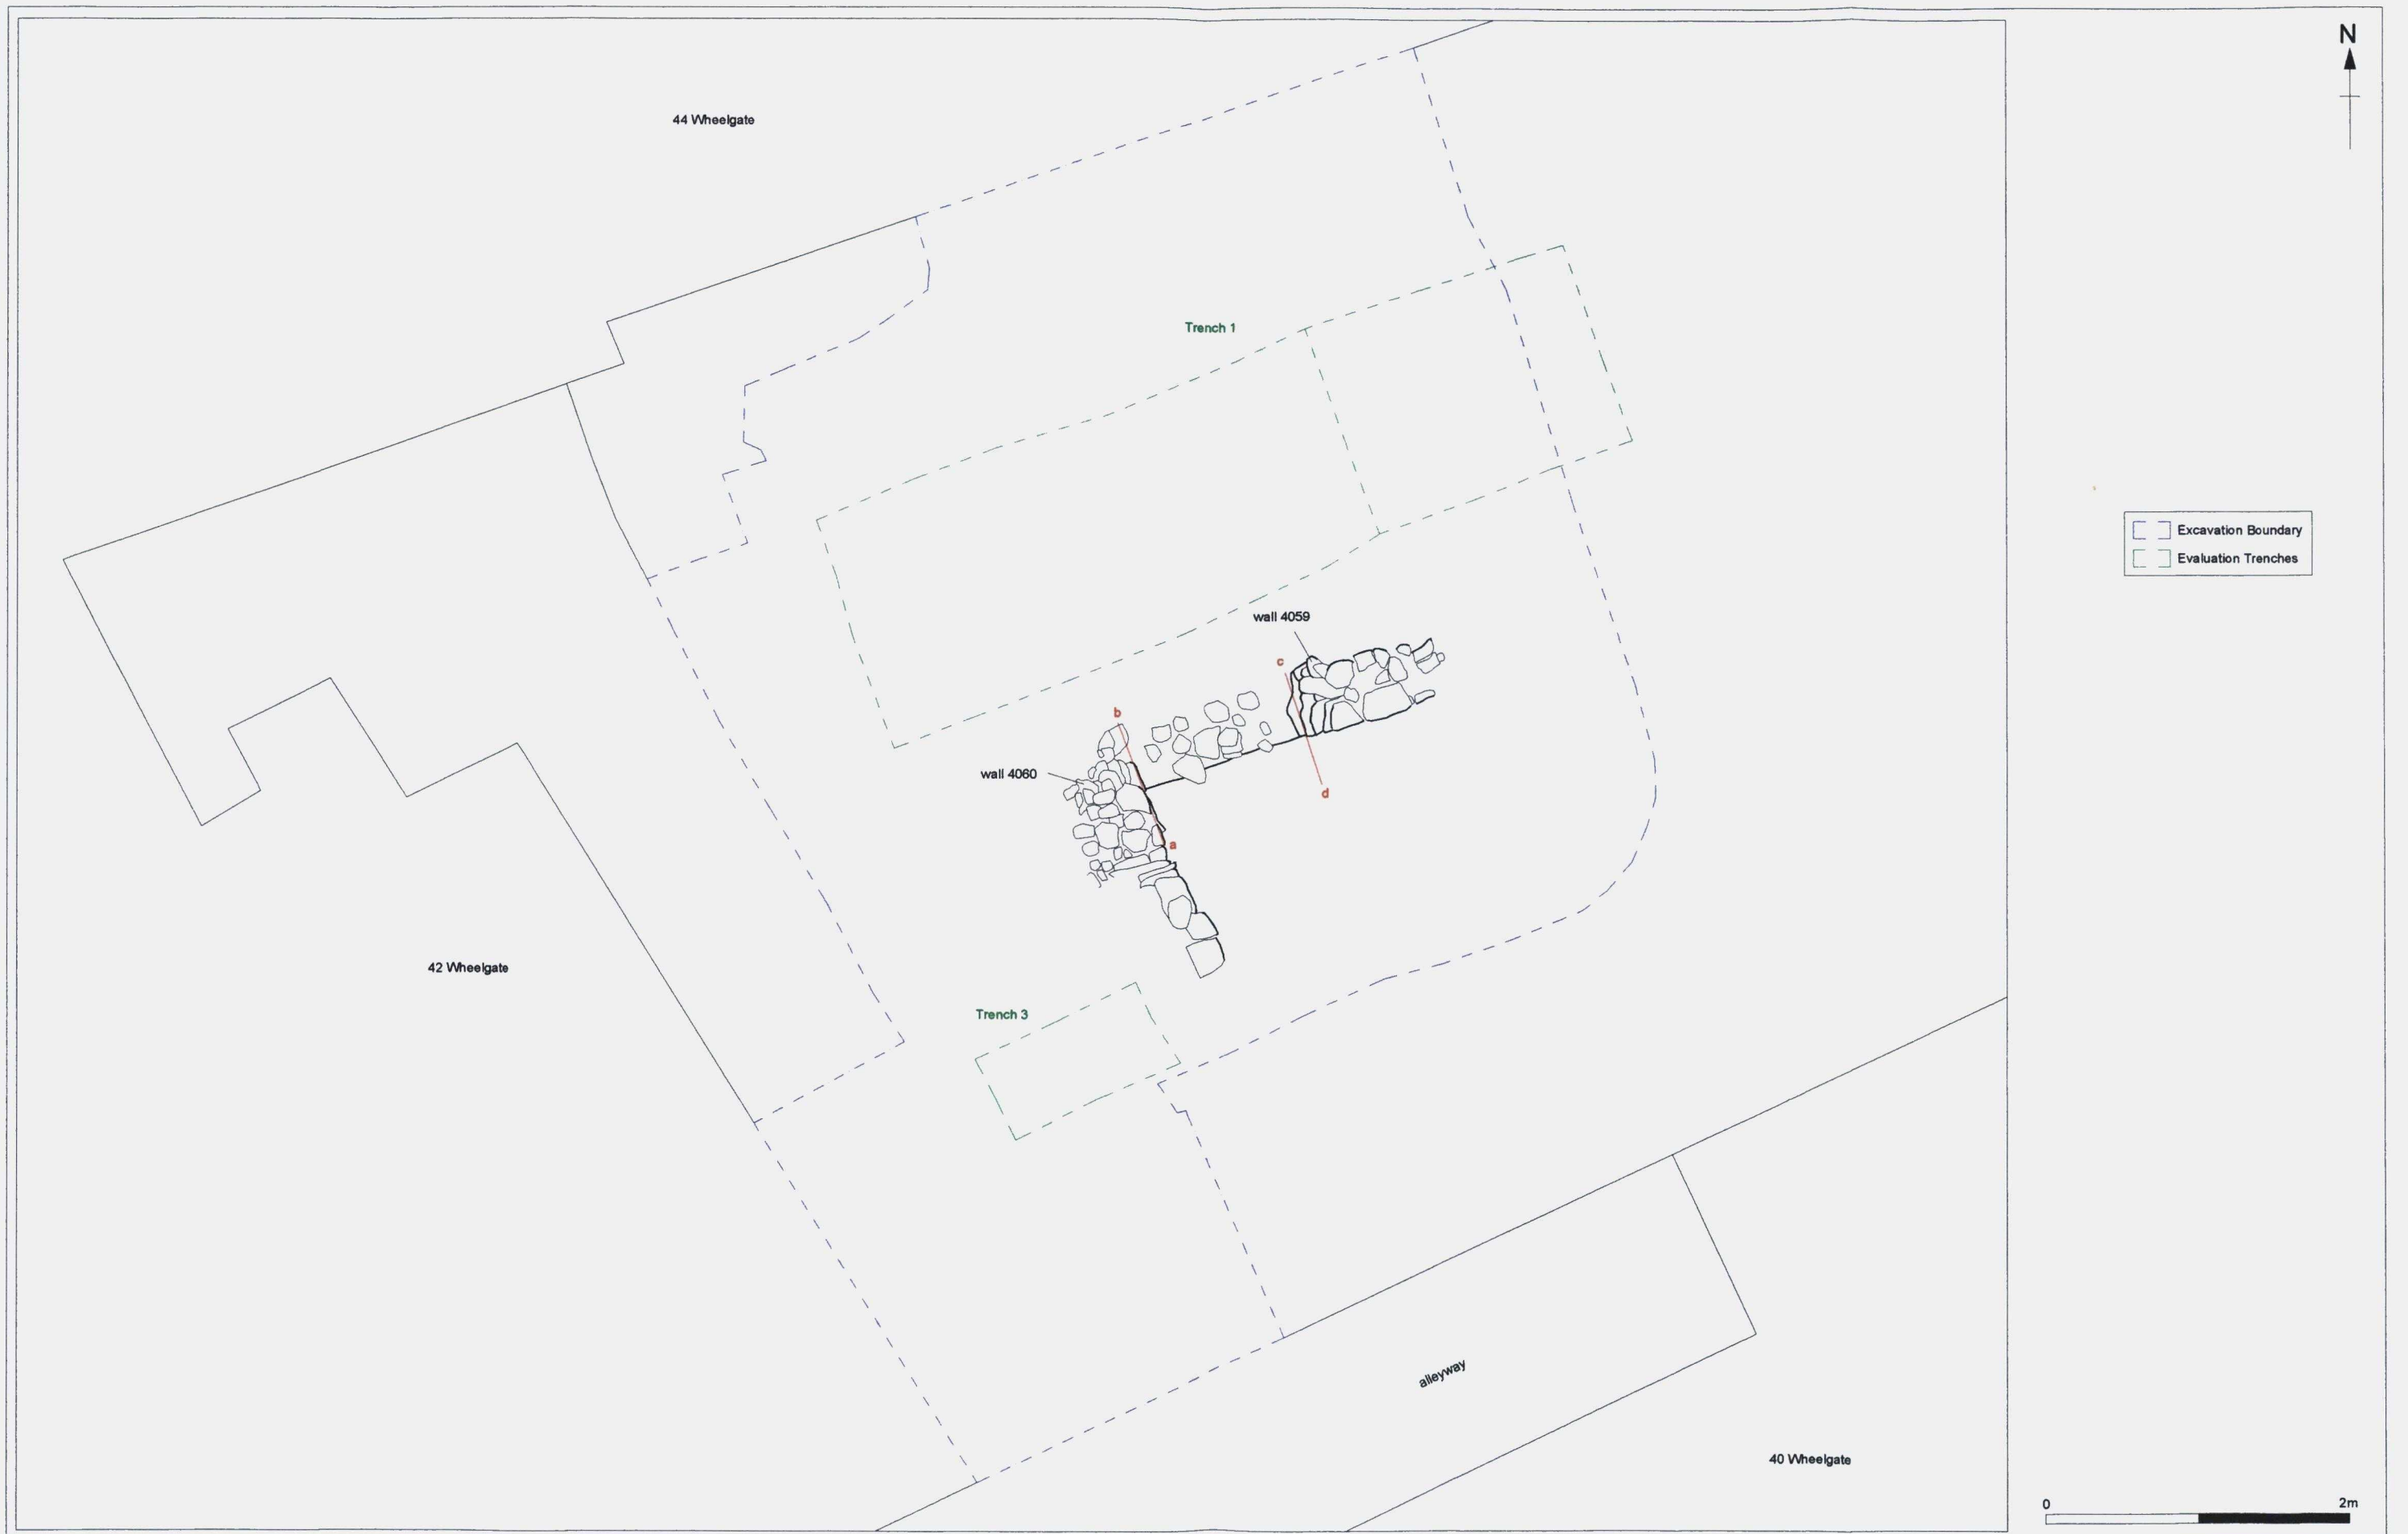 N
44 Wheelgate
Trench 1
Excavation Boundary
Evaluation Trenches
wall 4059
c
b
wall 4060
d
a
42 Wheelgate
Trench 3
alleyway
40 Wheelgate
0 2m